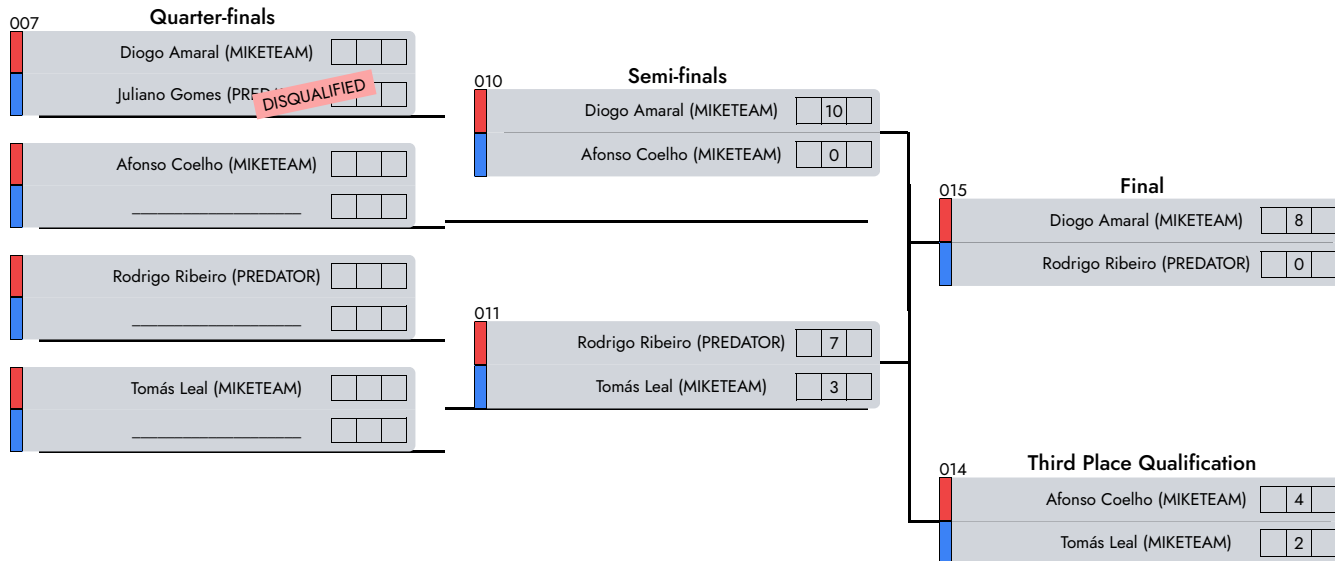 Quarter-finals
007
Diogo Amaral (MIKETEAM)
Juliano Gomes (PRED
DISQUALIFIED
Afonso Coelho (MIKETEAM)
Rodrigo Ribeiro (PREDATOR)
Tomás Leal (MIKETEAM)
Semi-finals
010
Diogo Amaral (MIKETEAM) 10
Afonso Coelho (MIKETEAM) 0
011
Rodrigo Ribeiro (PREDATOR) 7
Tomás Leal (MIKETEAM) 3
Final
015
Diogo Amaral (MIKETEAM) 8
Rodrigo Ribeiro (PREDATOR) 0
Third Place Qualification
014
Afonso Coelho (MIKETEAM) 4
Tomás Leal (MIKETEAM) 2